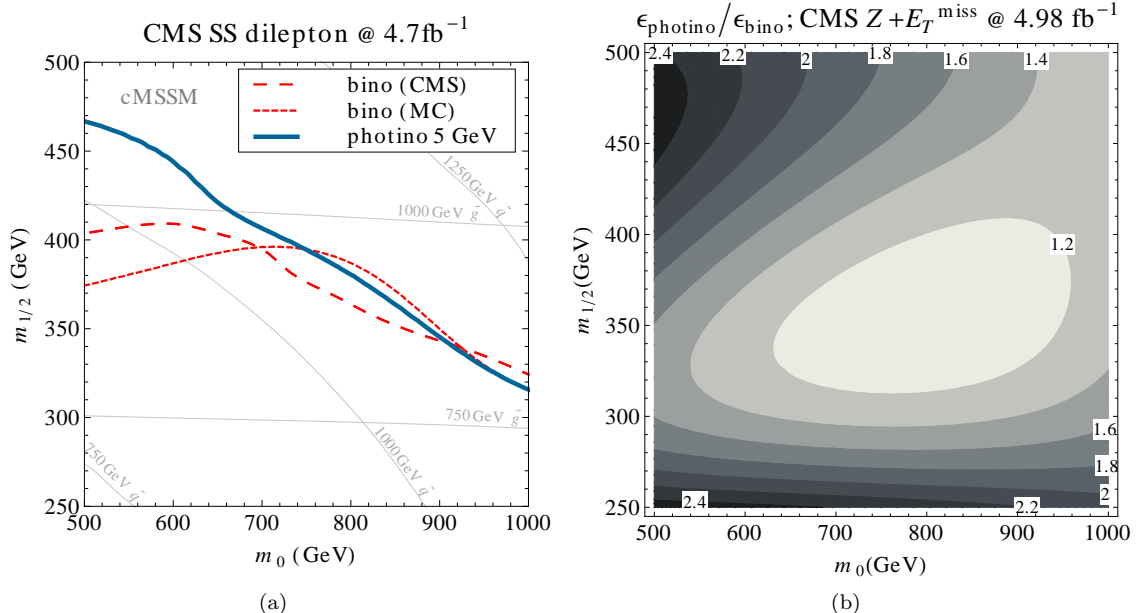 CMS SS dilepton @ 4.7fb⁻¹
cMSSM
bino (CMS)
bino (MC)
photino 5 GeV
1250 GeV q̃
1000 GeV g̃
750 GeV g̃
1000 GeV q̃
750 GeV q̃
500
450
400
350
300
250
500 600 700 800 900 1000
m₁/₂ (GeV)
m₀ (GeV)
(a)
ϵphotino/ϵbino; CMS Z+E_T^miss @ 4.98 fb⁻¹
2.4 2.2 2 1.8 1.6 1.4
1.2
1.6
1.8
2
2.2
2.4
500
450
400
350
300
250
500 600 700 800 900 1000
m₁/₂(GeV)
m₀(GeV)
(b)